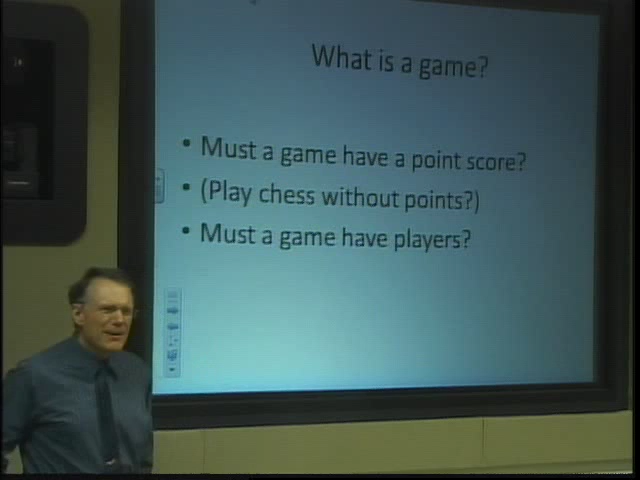 What is a game?
• Must a game have a point score?
• (Play chess without points?)
• Must a game have players?